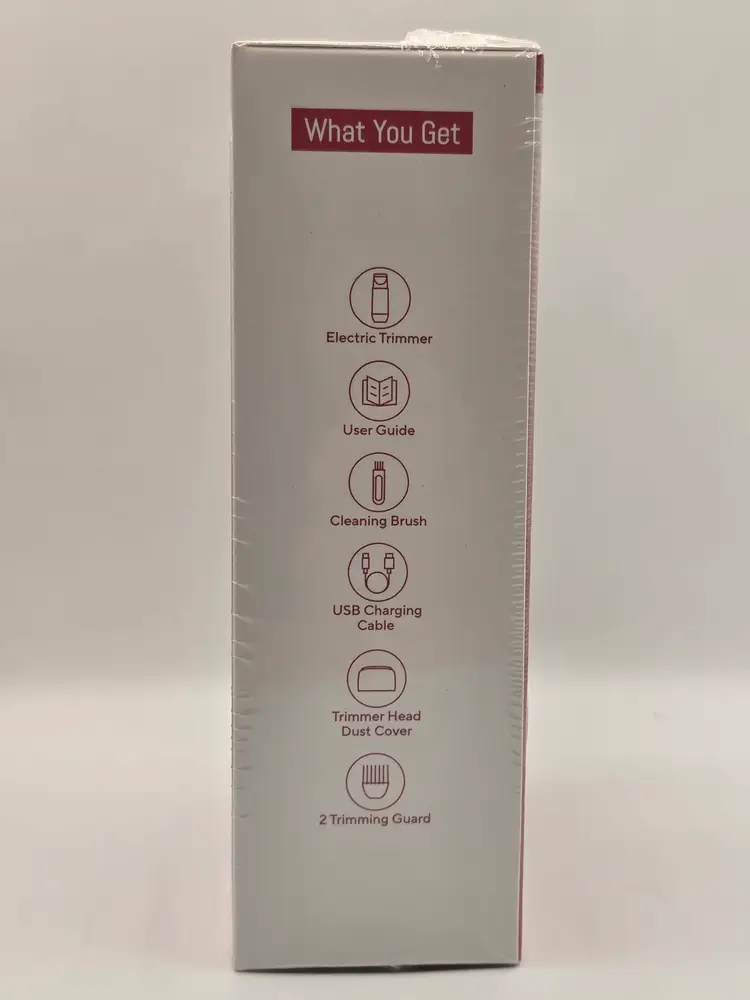 What You Get
Electric Trimmer
User Guide
Cleaning Brush
USB Charging
Cable
Trimmer Head
Dust Cover
2 Trimming Guard